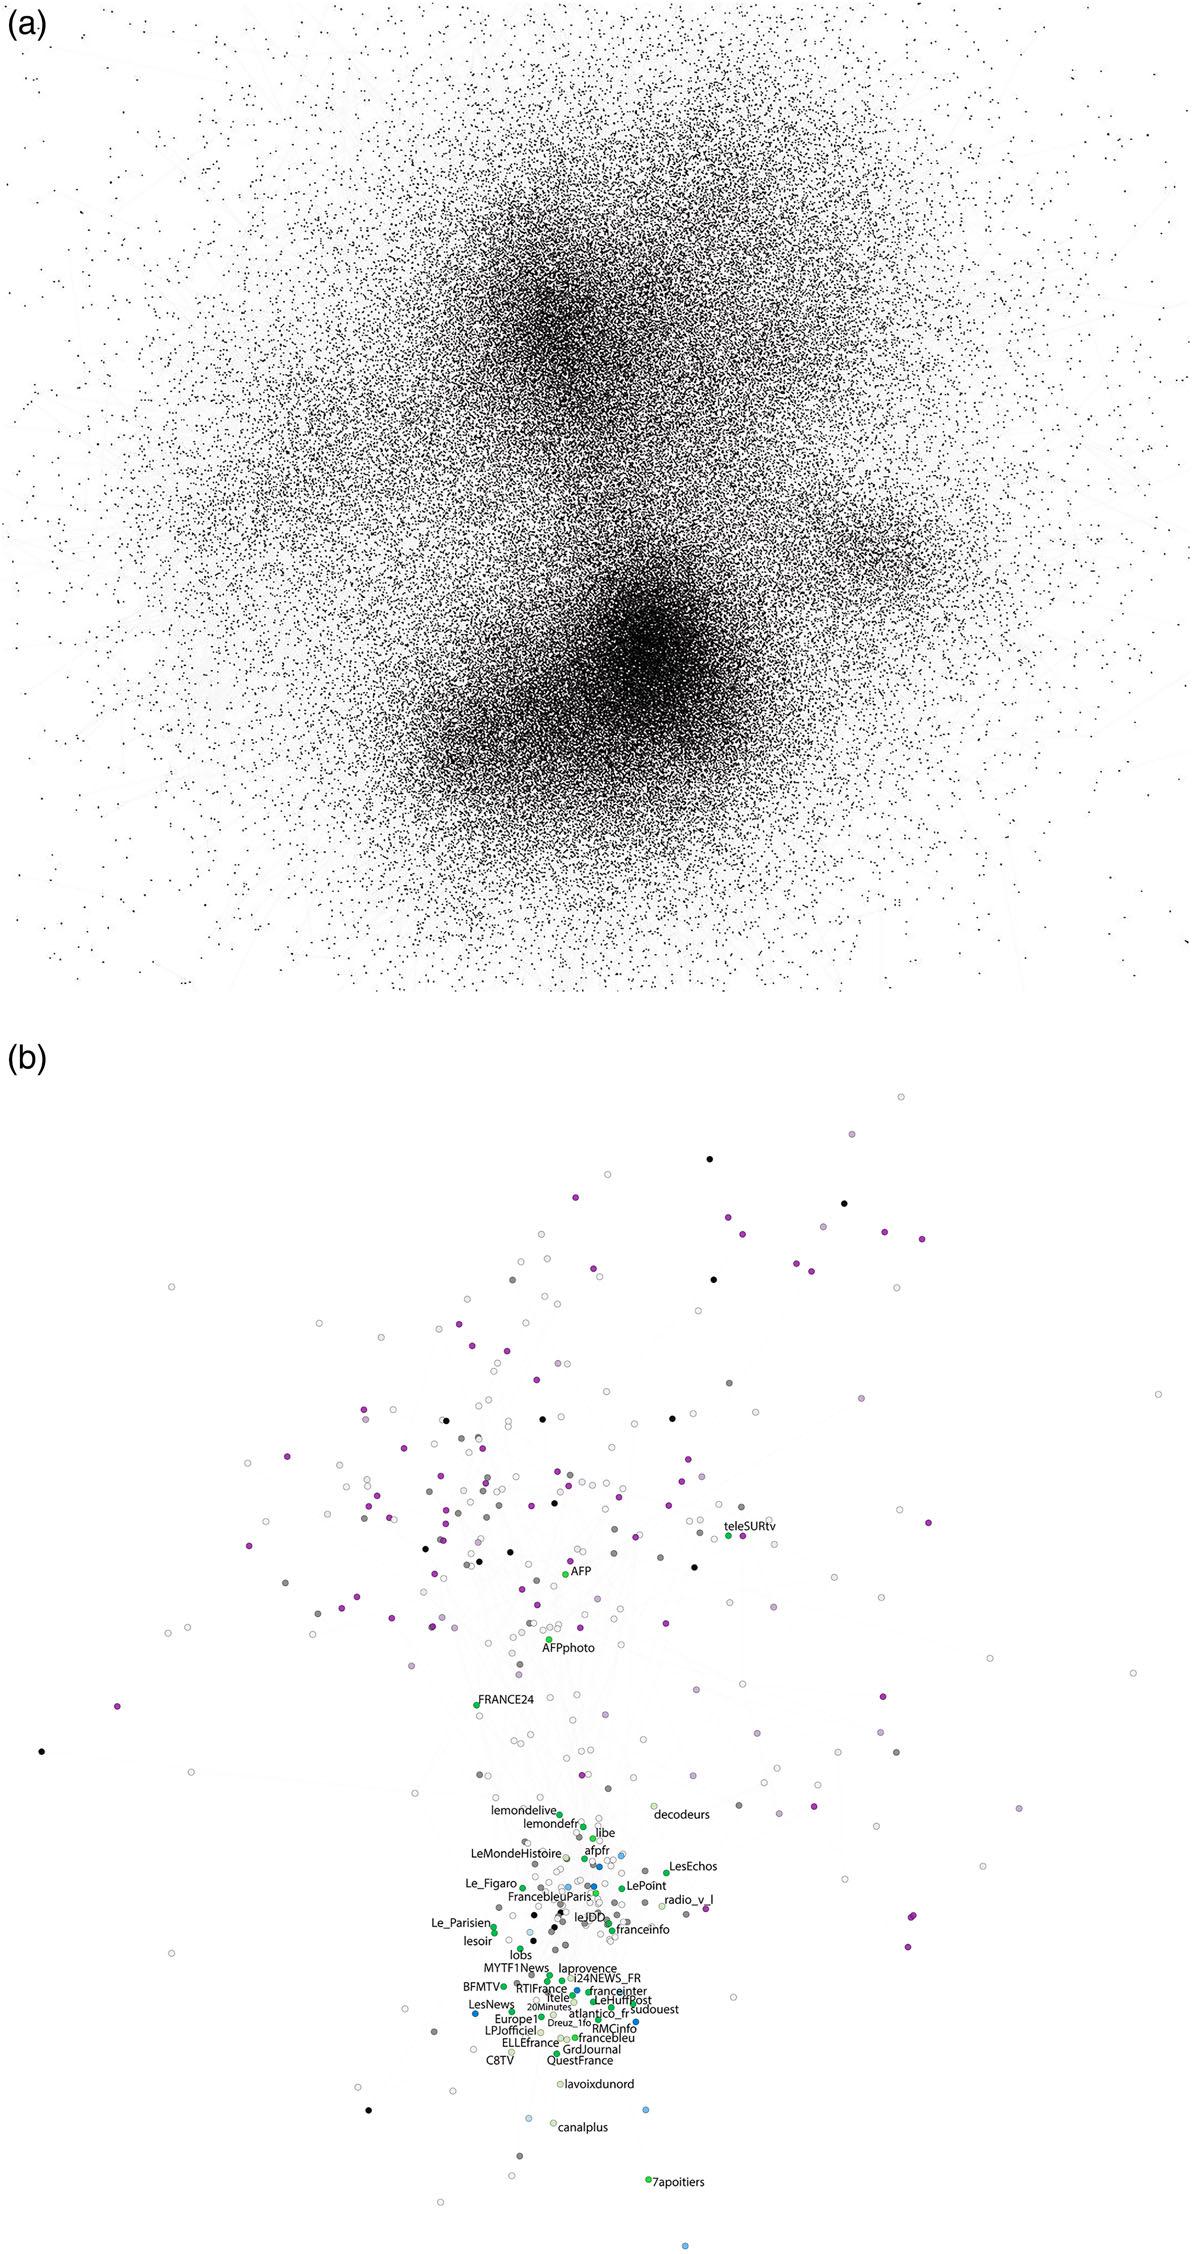 (a)
(b)
teleSURtv
AFP
AFPphoto
FRANCE24
lemondelive
decodeurs
lemondefr
libe
LeMondeHistoire
afpfr
LesEchos
Le_Figaro
LePoint
FrancebleuParis
radio_v_l
leJDD
Le_Parisien
franceinfo
lesoir
lobs
MYTF1News
laprovence
i24NEWS_FR
BFMTV
RTlFrance
franceinter
Itele
LeHuffPost
LesNews
20Minutes
sudouest
Europe1
atlantico_fr
Dreuz_1fo
RMCinfo
LPJofficiel
francebleu
ELLEfrance
GrdJournal
C8TV
QuestFrance
lavoixdunord
canalplus
7apoitiers